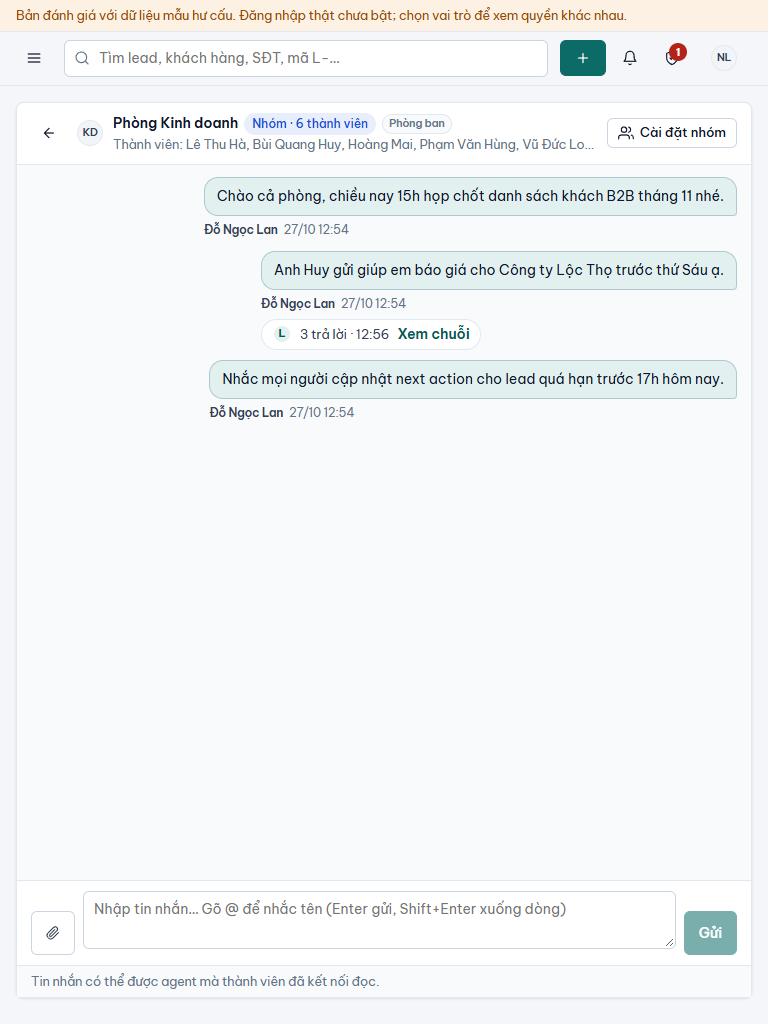 Bản đánh giá với dữ liệu mẫu hư cấu. Đăng nhập thật chưa bật; chọn vai trò để xem quyền khác nhau.
Tìm lead, khách hàng, SĐT, mã L-...
1
NL
KD
Phòng Kinh doanh
Nhóm · 6 thành viên
Phòng ban
Thành viên: Lê Thu Hà, Bùi Quang Huy, Hoàng Mai, Phạm Văn Hùng, Vũ Đức Lo...
Cài đặt nhóm
Chào cả phòng, chiều nay 15h họp chốt danh sách khách B2B tháng 11 nhé.
Đỗ Ngọc Lan 27/10 12:54
Anh Huy gửi giúp em báo giá cho Công ty Lộc Thọ trước thứ Sáu ạ.
Đỗ Ngọc Lan 27/10 12:54
L 3 trả lời · 12:56 Xem chuỗi
Nhắc mọi người cập nhật next action cho lead quá hạn trước 17h hôm nay.
Đỗ Ngọc Lan 27/10 12:54
Nhập tin nhắn... Gõ @ để nhắc tên (Enter gửi, Shift+Enter xuống dòng)
Gửi
Tin nhắn có thể được agent mà thành viên đã kết nối đọc.